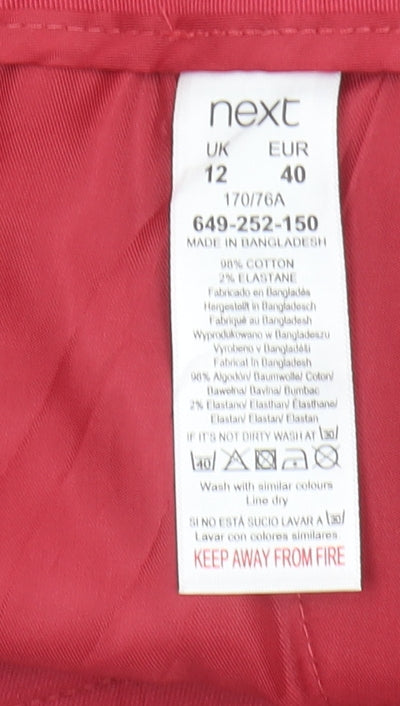 next
UK EUR
12 40
170/76A
649-252-150
MADE IN BANGLADESH
98% COTTON
2% ELASTANE
Fabricado en Bangladés
Hergestellt in Bangladesch
Fabriqué au Bangladesh
Wyprodukowano w Bangladeszu
Vyrobeno v Bangladéši
Fabricat în Bangladesh
98% Algodón/ Baumwolle/ Coton/
Bawełna/ Bavlna/ Bumbac
2% Elastano/ Elasthan/ Élasthane/
Elastan/ Elastan/ Elastan
IF IT'S NOT DIRTY WASH AT 30
40
Wash with similar colours
Line dry
SI NO ESTÁ SUCIO LAVAR A 30
Lavar con colores similares
KEEP AWAY FROM FIRE